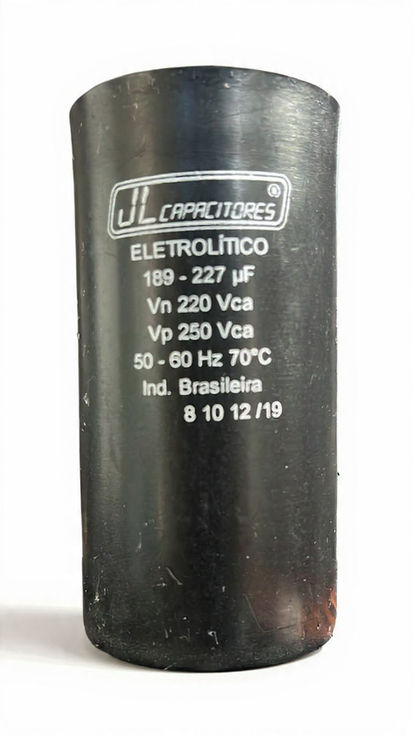 JL CAPACITORES ®
ELETROLÍTICO
189 - 227 µF
Vn 220 Vca
Vp 250 Vca
50 - 60 Hz 70°C
Ind. Brasileira
8 10 12 /19